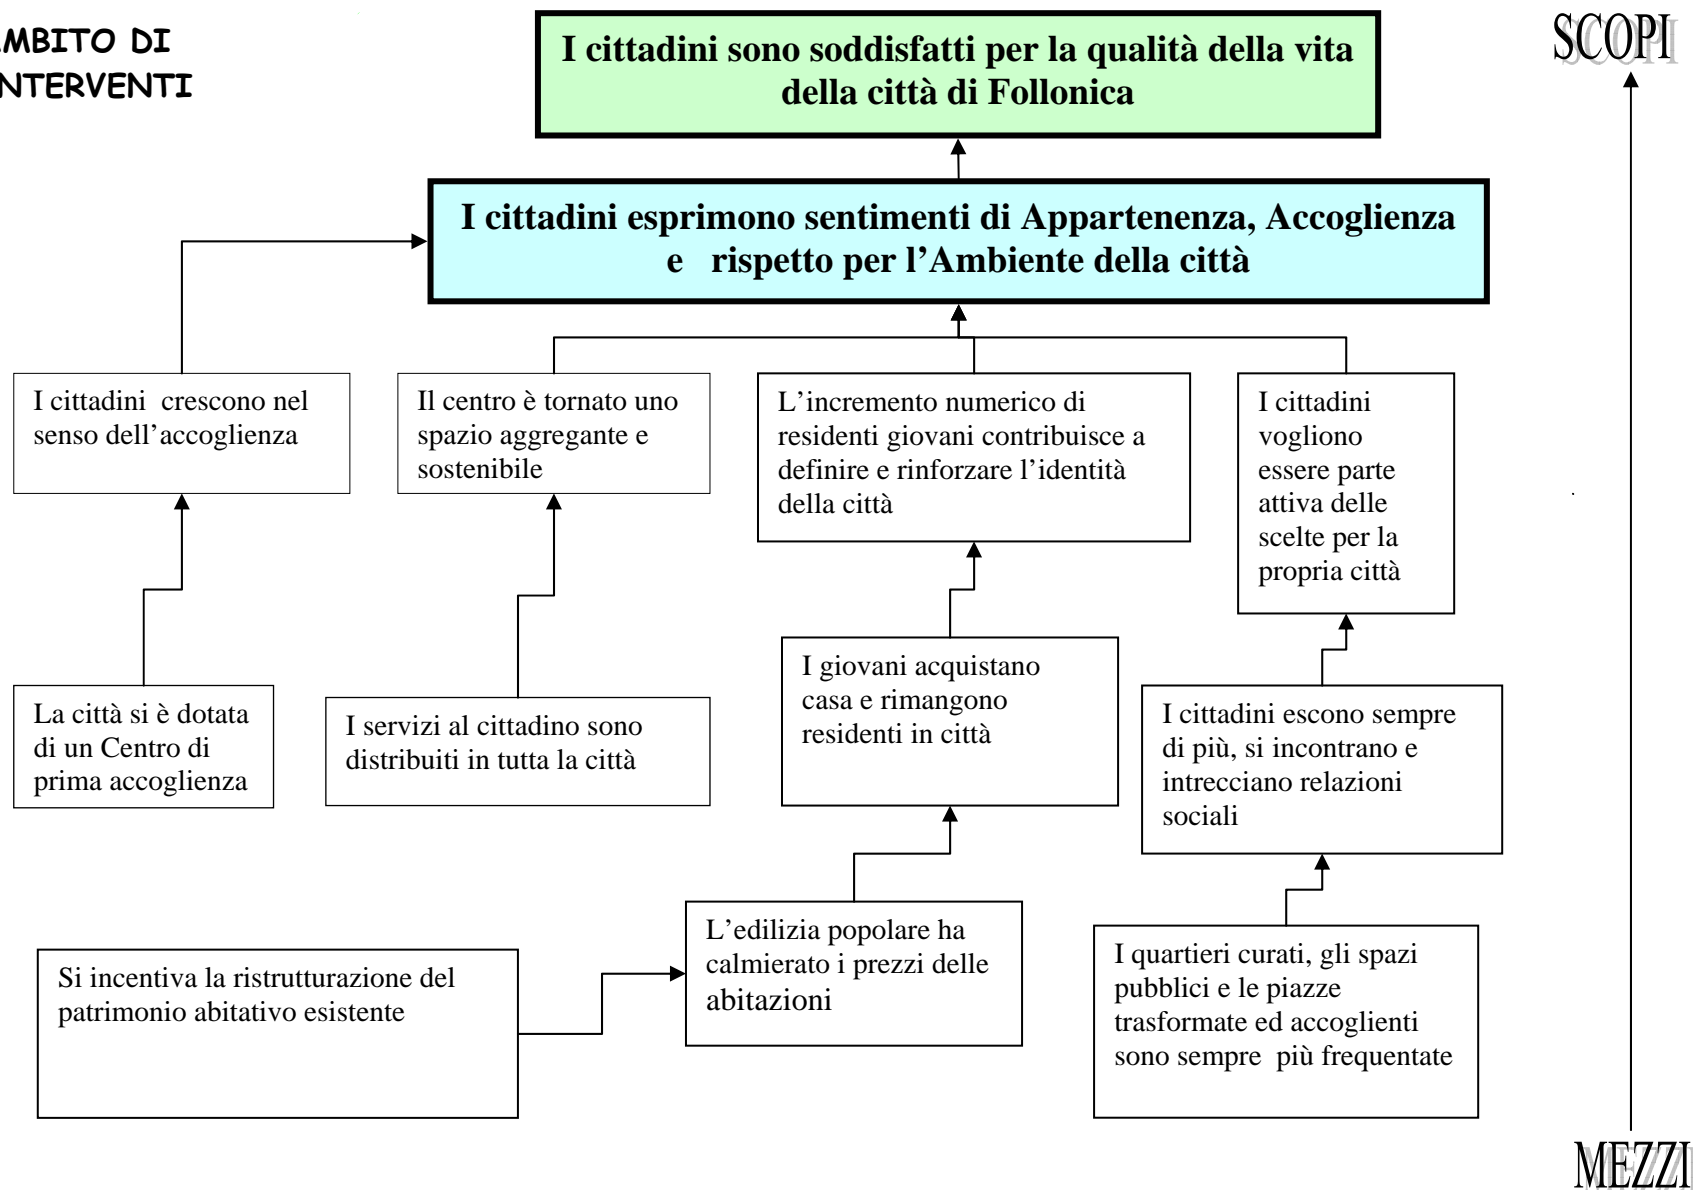 MBITO DI
NTERVENTI
I cittadini sono soddisfatti per la qualità della vita
della città di Follonica
SCOPI
I cittadini esprimono sentimenti di Appartenenza, Accoglienza
e rispetto per l'Ambiente della città
I cittadini crescono nel
senso dell'accoglienza
Il centro è tornato uno
spazio aggregante e
sostenibile
L'incremento numerico di
residenti giovani contribuisce a
definire e rinforzare l'identità
della città
I cittadini
vogliono
essere parte
attiva delle
scelte per la
propria città
La città si è dotata
di un Centro di
prima accoglienza
I servizi al cittadino sono
distribuiti in tutta la città
I giovani acquistano
casa e rimangono
residenti in città
I cittadini escono sempre
di più, si incontrano e
intrecciano relazioni
sociali
Si incentiva la ristrutturazione del
patrimonio abitativo esistente
L'edilizia popolare ha
calmierato i prezzi delle
abitazioni
I quartieri curati, gli spazi
pubblici e le piazze
trasformate ed accoglienti
sono sempre più frequentate
MEZZI